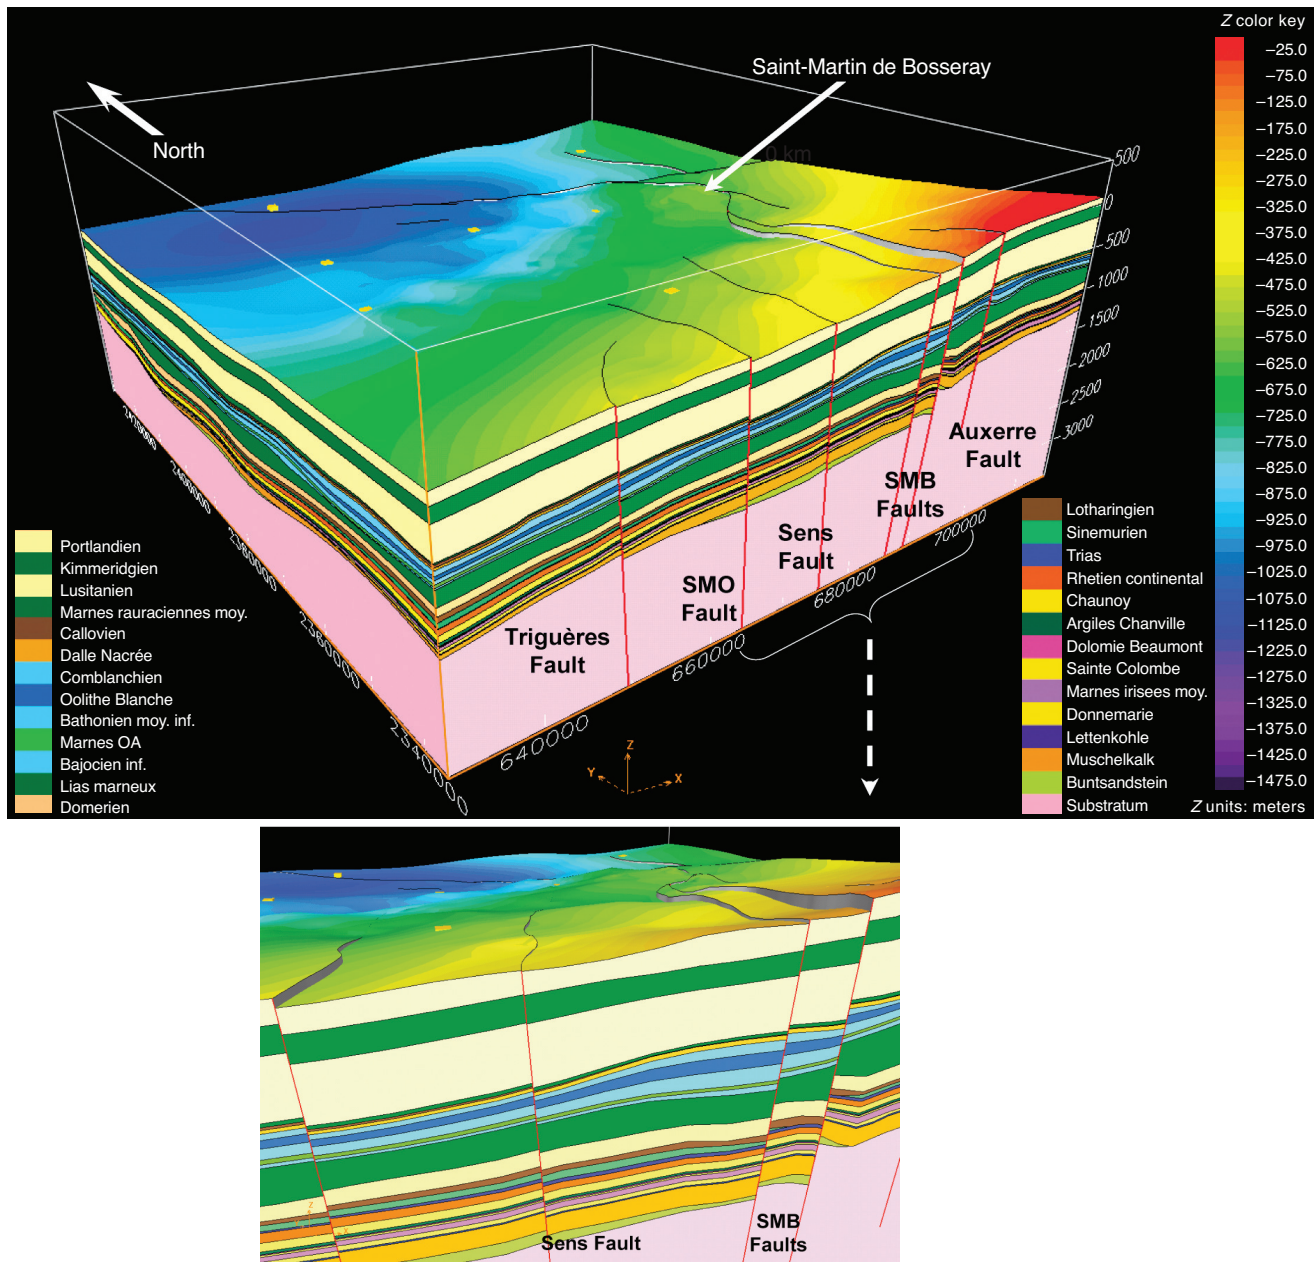 Z color key
Saint-Martin de Bosseray
North
0 km
500
0
–500
–1000
–1500
–2000
–2500
–3000
–25.0
–75.0
–125.0
–175.0
–225.0
–275.0
–325.0
–375.0
–425.0
–475.0
–525.0
–575.0
–625.0
–675.0
–725.0
–775.0
–825.0
–875.0
–925.0
–975.0
–1025.0
–1075.0
–1125.0
–1225.0
–1275.0
–1325.0
–1375.0
–1425.0
–1475.0
Z units: meters
Auxerre
Fault
SMB
Faults
Sens
Fault
SMO
Fault
Triguères
Fault
2400000
2380000
2360000
2340000
640000
660000
680000
700000
Z
Y
X
Portlandien
Kimmeridgien
Lusitanien
Marnes rauraciennes moy.
Callovien
Dalle Nacrée
Comblanchien
Oolithe Blanche
Bathonien moy. inf.
Marnes OA
Bajocien inf.
Lias marneux
Domerien
Lotharingien
Sinemurien
Trias
Rhetien continental
Chaunoy
Argiles Chanville
Dolomie Beaumont
Sainte Colombe
Marnes irisees moy.
Donnemarie
Lettenkohle
Muschelkalk
Buntsandstein
Substratum
Sens Fault
SMB
Faults